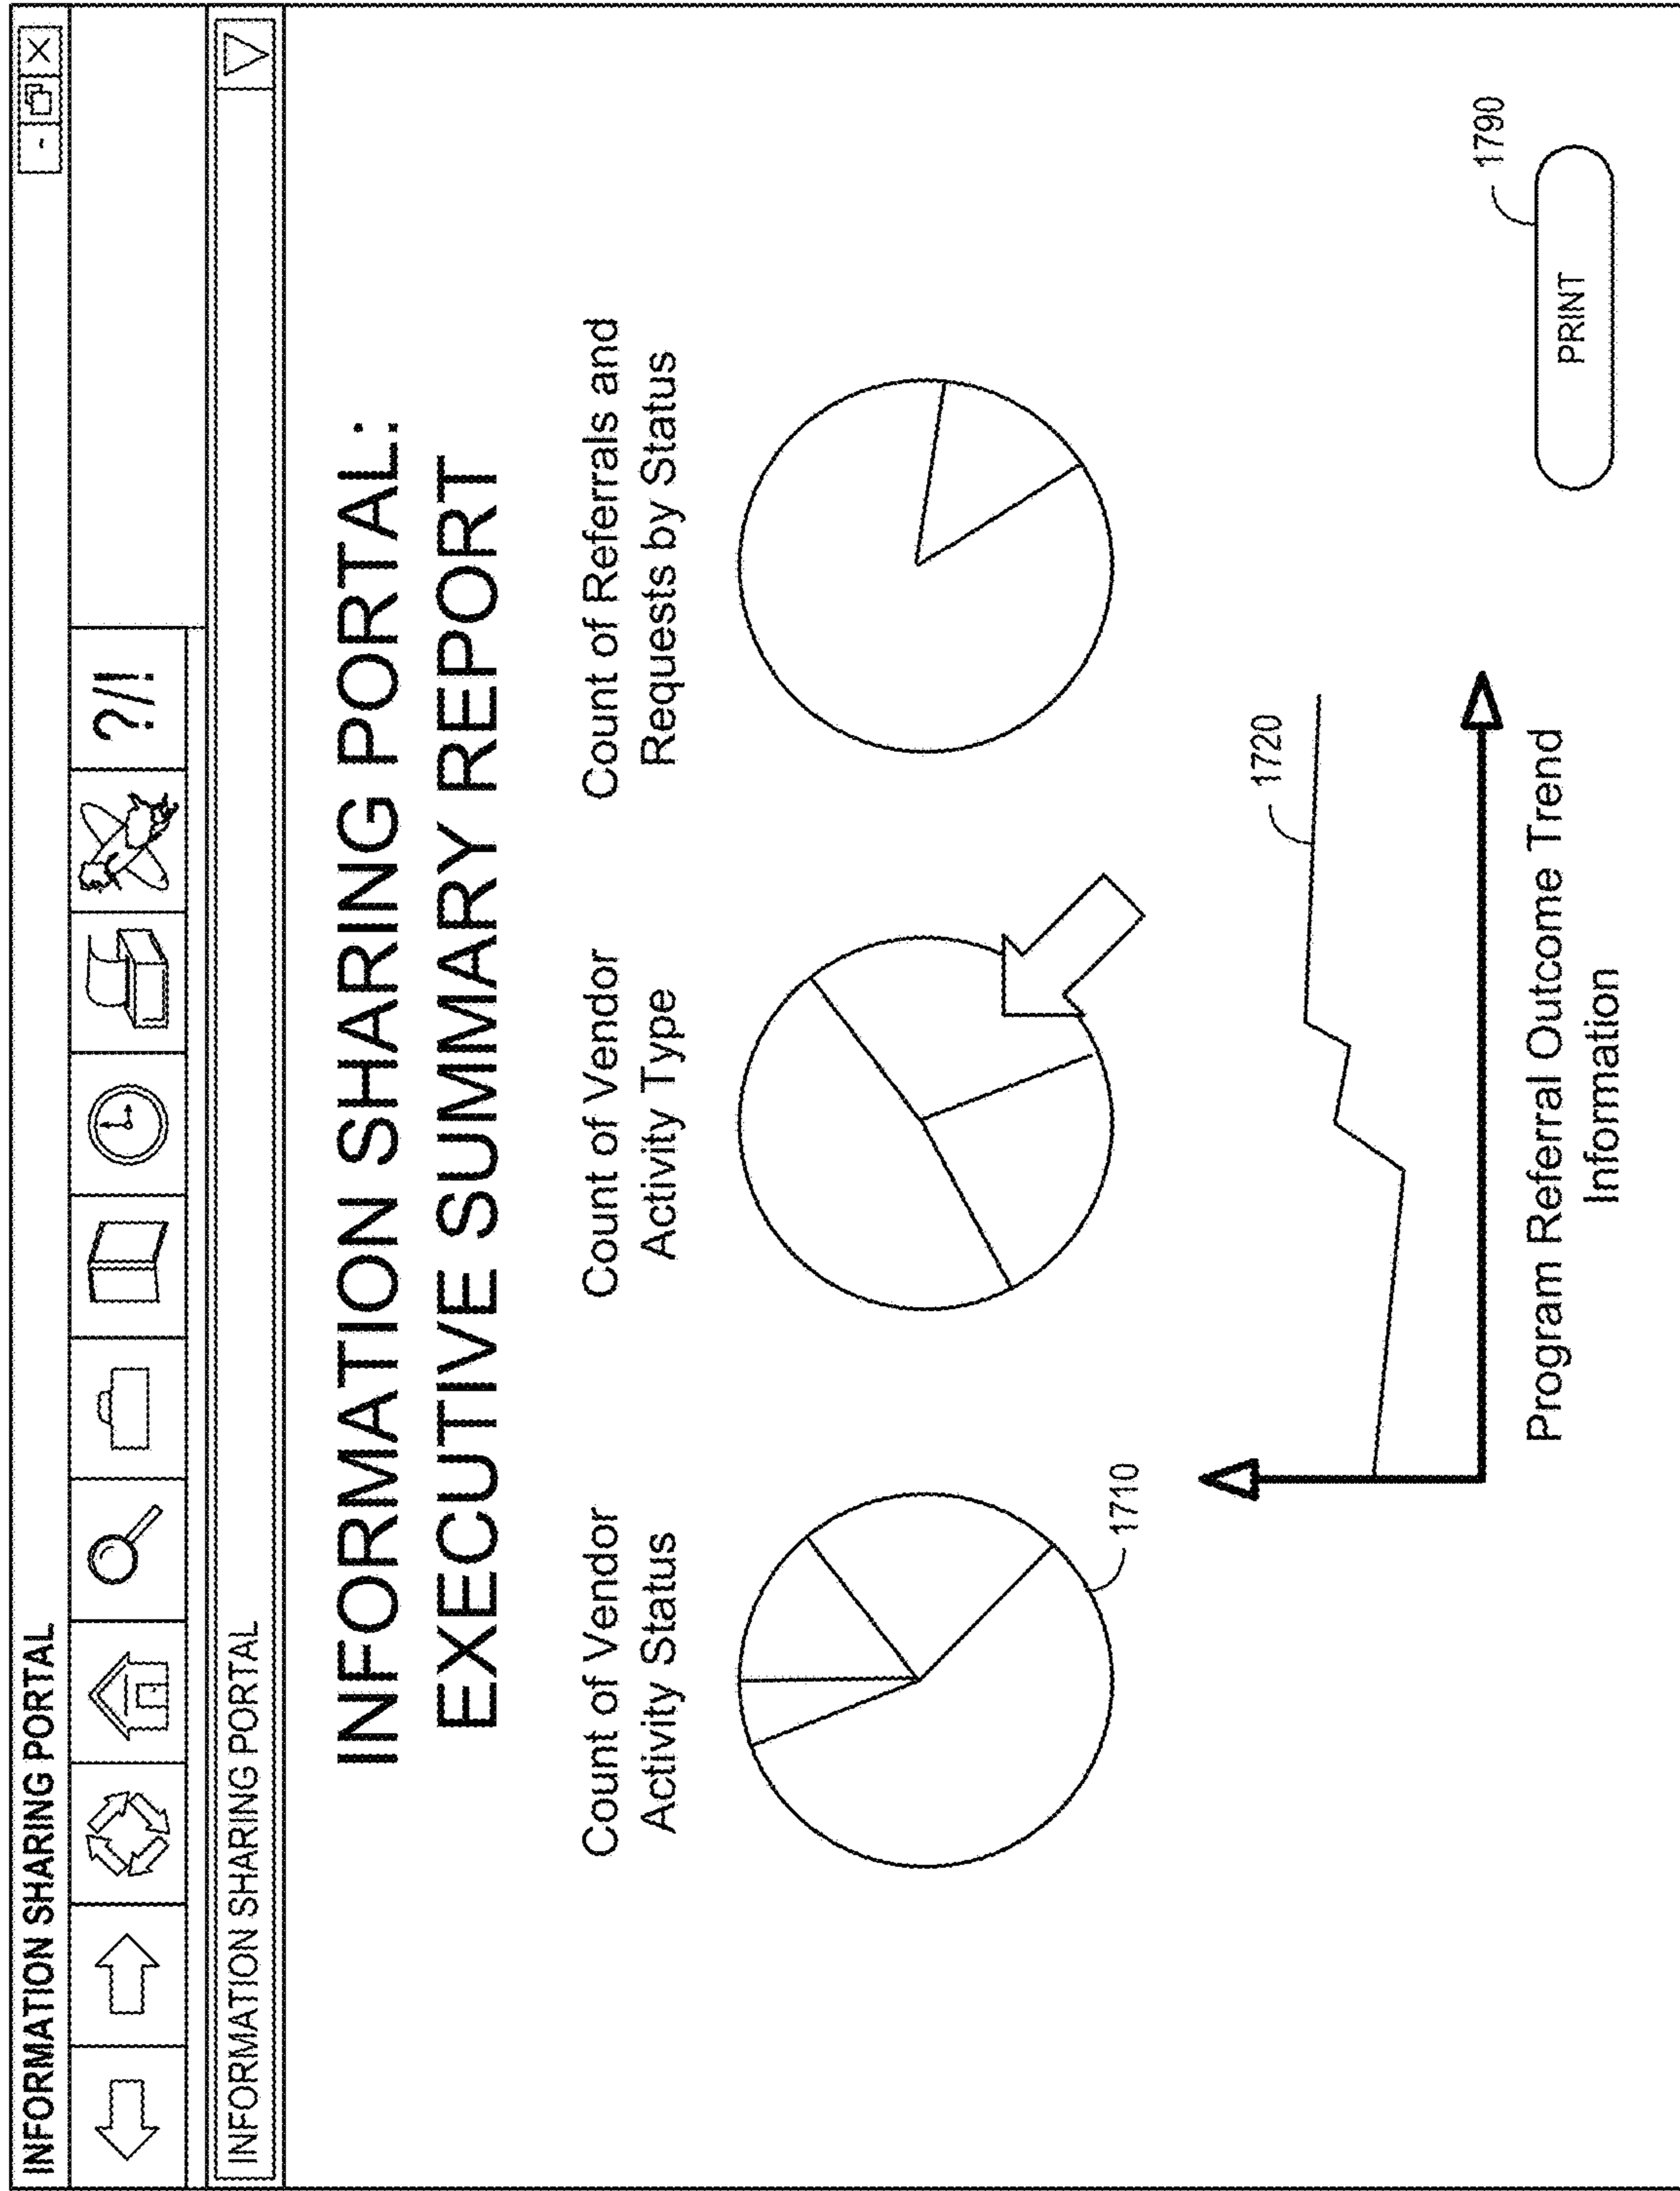 INFORMATION SHARING PORTAL
- X
?/!
INFORMATION SHARING PORTAL
INFORMATION SHARING PORTAL:
EXECUTIVE SUMMARY REPORT
Count of Vendor
Activity Status
Count of Vendor
Activity Type
Count of Referrals and
Requests by Status
1710
1720
Program Referral Outcome Trend
Information
1790
PRINT